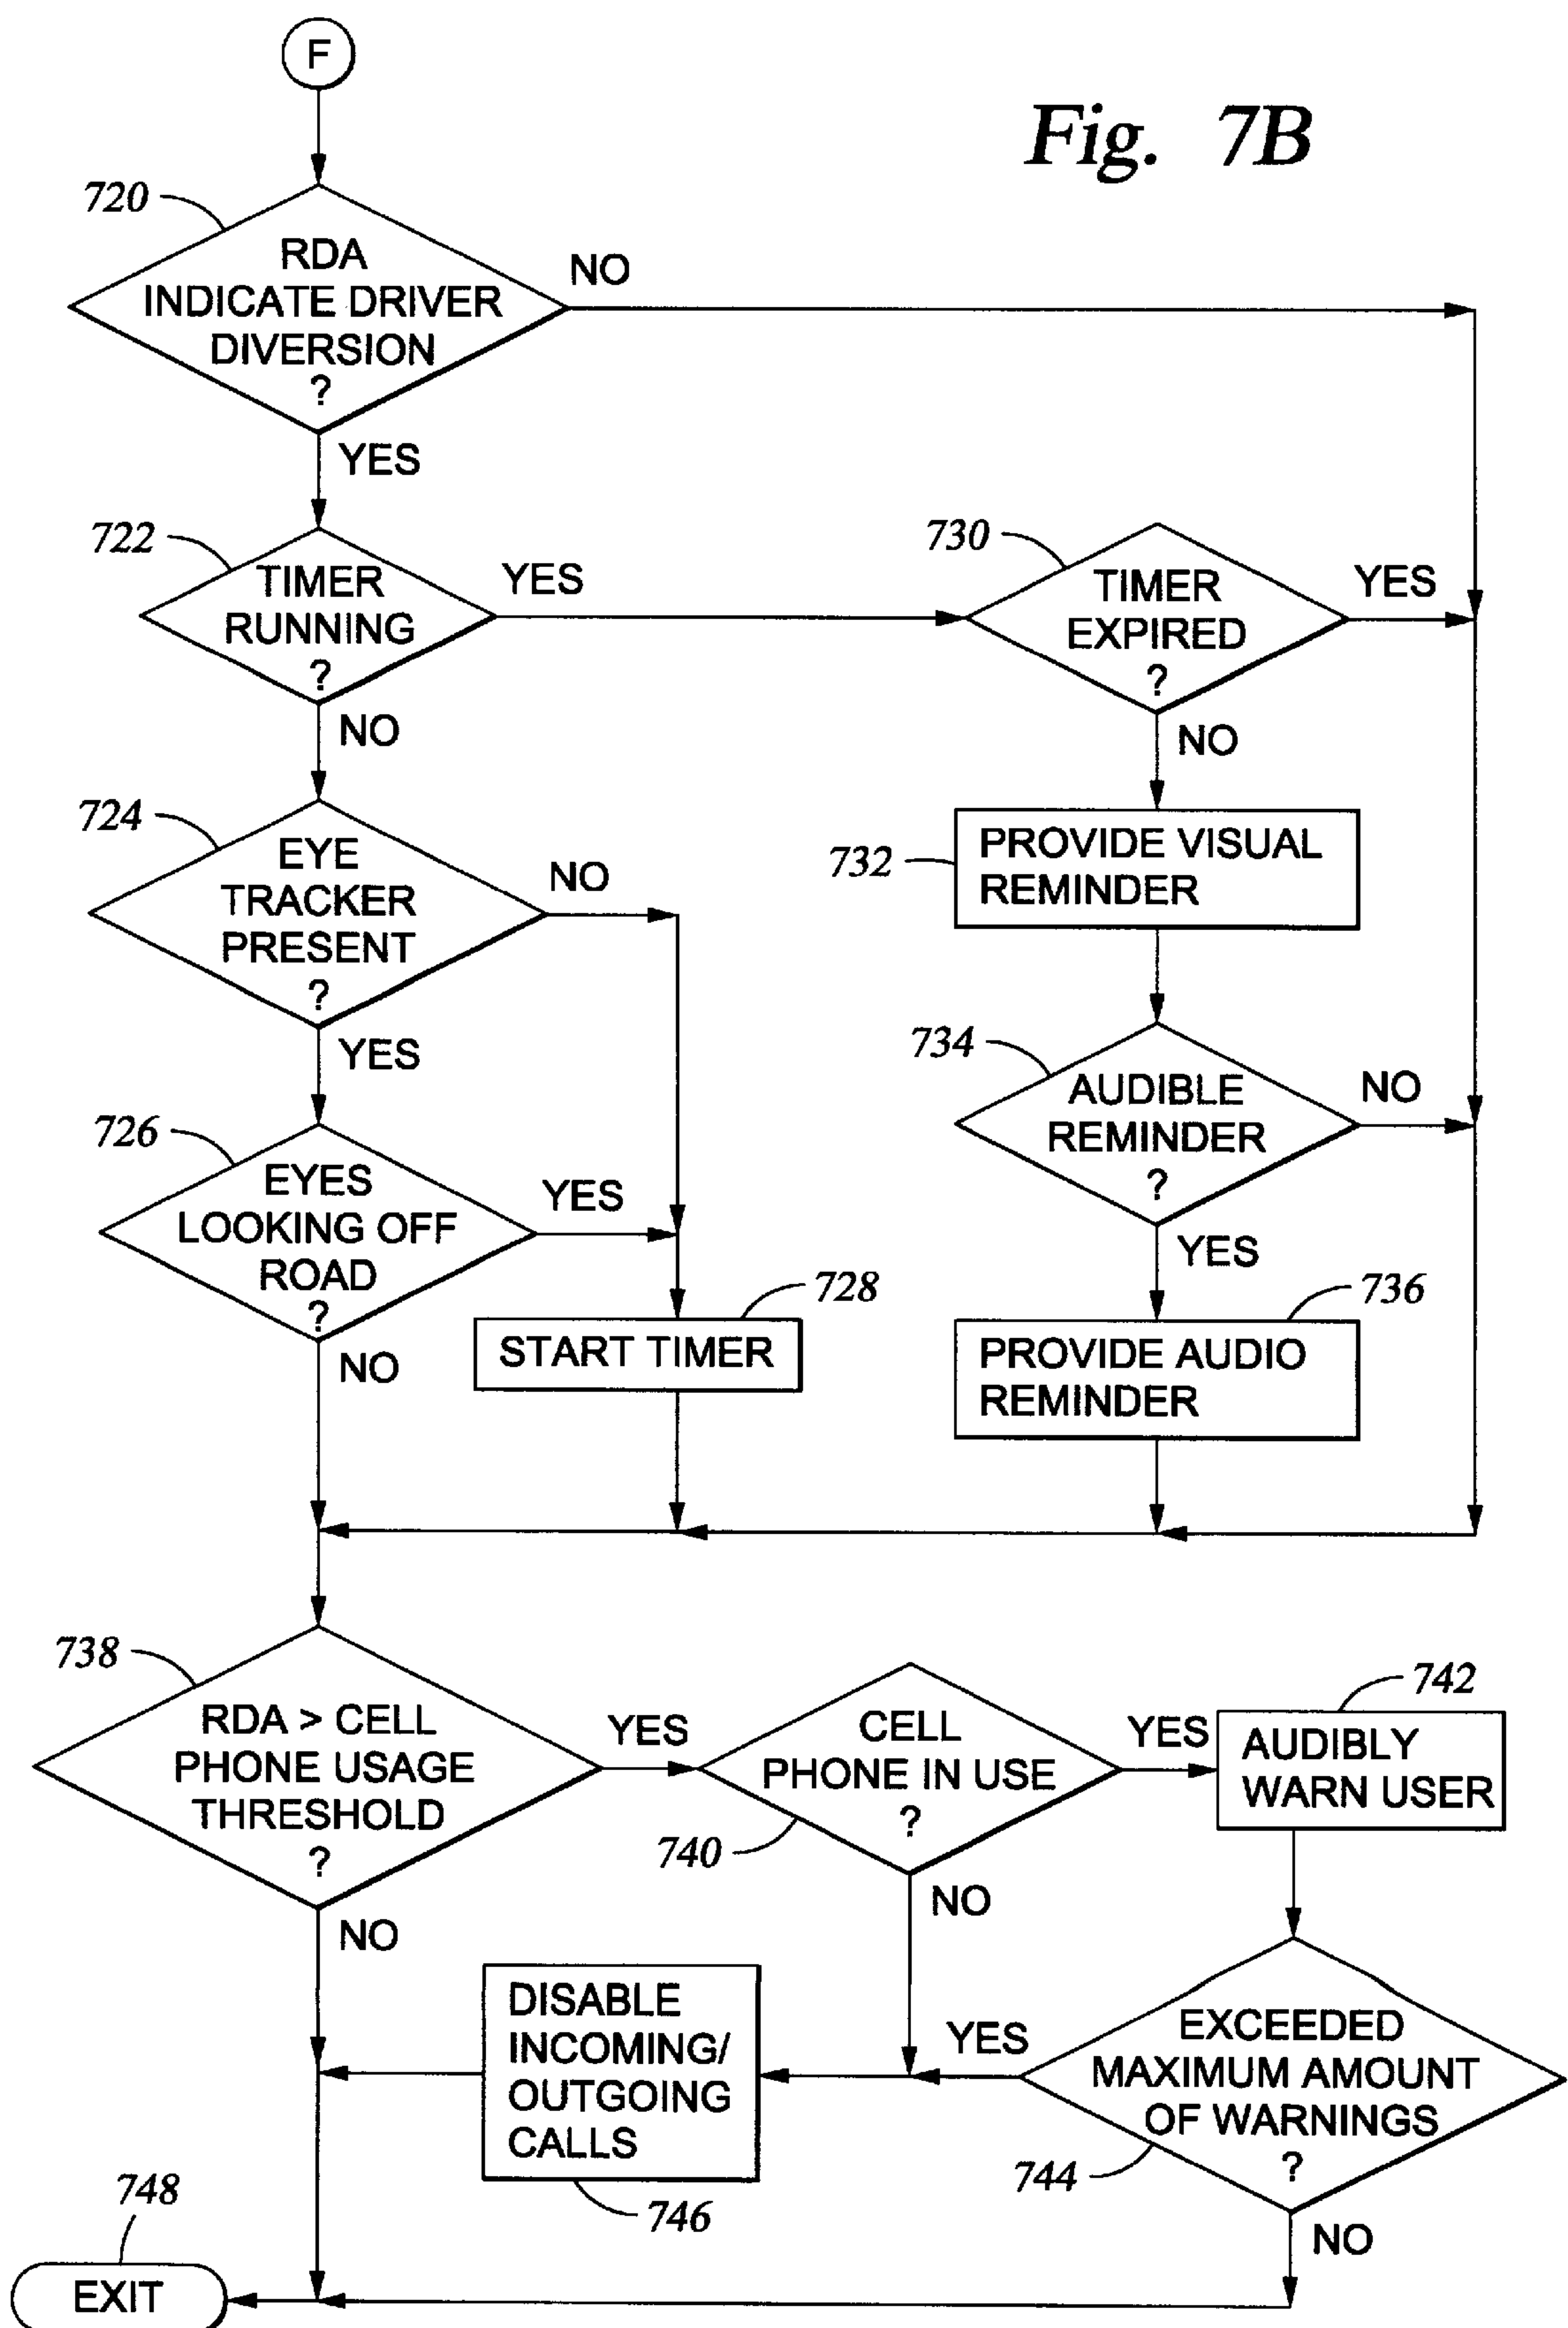 F
Fig. 7B
720
RDA
INDICATE DRIVER
DIVERSION
?
NO
YES
722
TIMER
RUNNING
?
YES
NO
730
TIMER
EXPIRED
?
YES
NO
724
EYE
TRACKER
PRESENT
?
NO
YES
732
PROVIDE VISUAL
REMINDER
734
AUDIBLE
REMINDER
?
NO
YES
726
EYES
LOOKING OFF
ROAD
?
YES
NO
728
START TIMER
736
PROVIDE AUDIO
REMINDER
738
RDA > CELL
PHONE USAGE
THRESHOLD
?
YES
NO
740
CELL
PHONE IN USE
?
YES
NO
742
AUDIBLY
WARN USER
744
EXCEEDED
MAXIMUM AMOUNT
OF WARNINGS
?
YES
NO
746
DISABLE
INCOMING/
OUTGOING
CALLS
748
EXIT